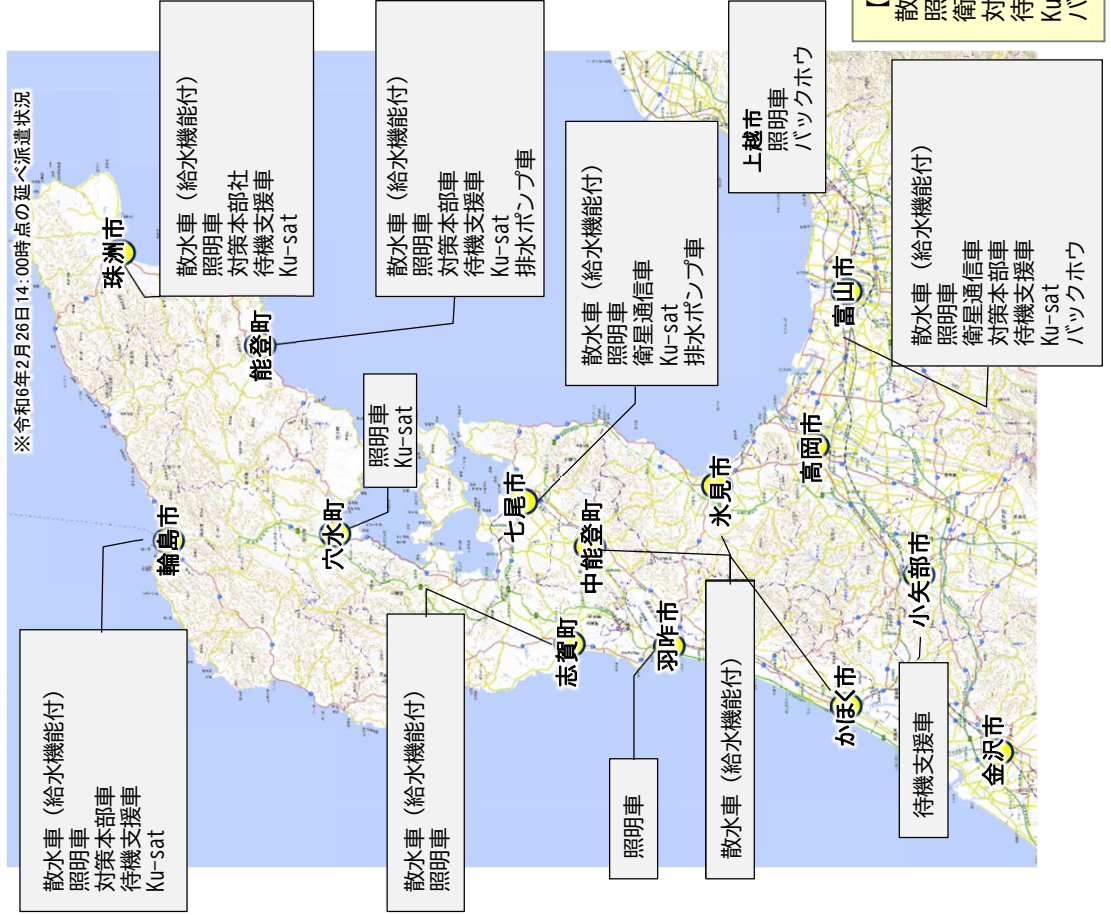 ※令和6年2月26日14:00時点の延べ派遣状況
散水車（給水機能付）
照明車
対策本部車
待機支援車
Ku-sat
輪島市
珠洲市
散水車（給水機能付）
照明車
対策本部社
待機支援車
Ku-sat
能登町
散水車（給水機能付）
照明車
対策本部車
待機支援車
Ku-sat
排水ポンプ車
穴水町
照明車
Ku-sat
散水車（給水機能付）
照明車
志賀町
七尾市
散水車（給水機能付）
照明車
衛星通信車
Ku-sat
排水ポンプ車
中能登町
羽咋市
照明車
散水車（給水機能付）
氷見市
かほく市
高岡市
富山市
上越市
照明車
バックホウ
散水車（給水機能付）
照明車
衛星通信車
対策本部車
待機支援車
Ku-sat
バックホウ
小矢部市
待機支援車
金沢市
【
散水
照
衛
対
待
Ku
バ